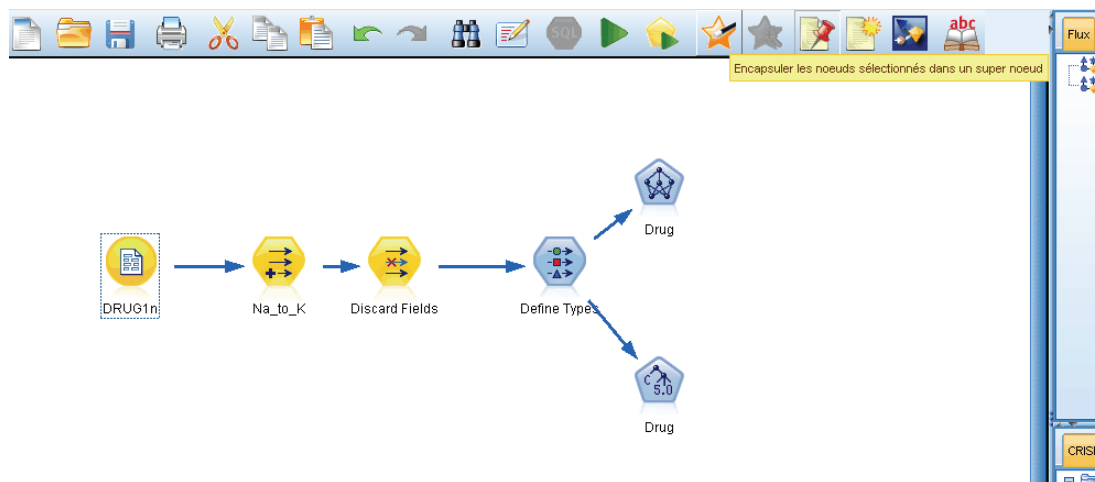 SQL
abc
Flux
Encapsuler les noeuds sélectionnés dans un super noeud
Drug
DRUG1n
Na_to_K
Discard Fields
Define Types
C 5.0
Drug